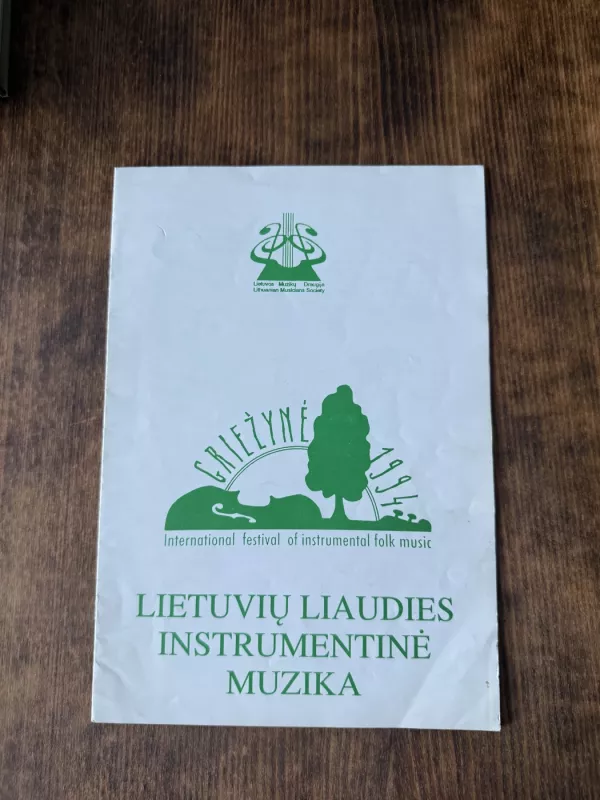 Lietuvos Muzikų Draugija
Lithuanian Musicians Society
GRIEŽYNĖ 1994
International festival of instrumental folk music
LIETUVIŲ LIAUDIES
INSTRUMENTINĖ
MUZIKA